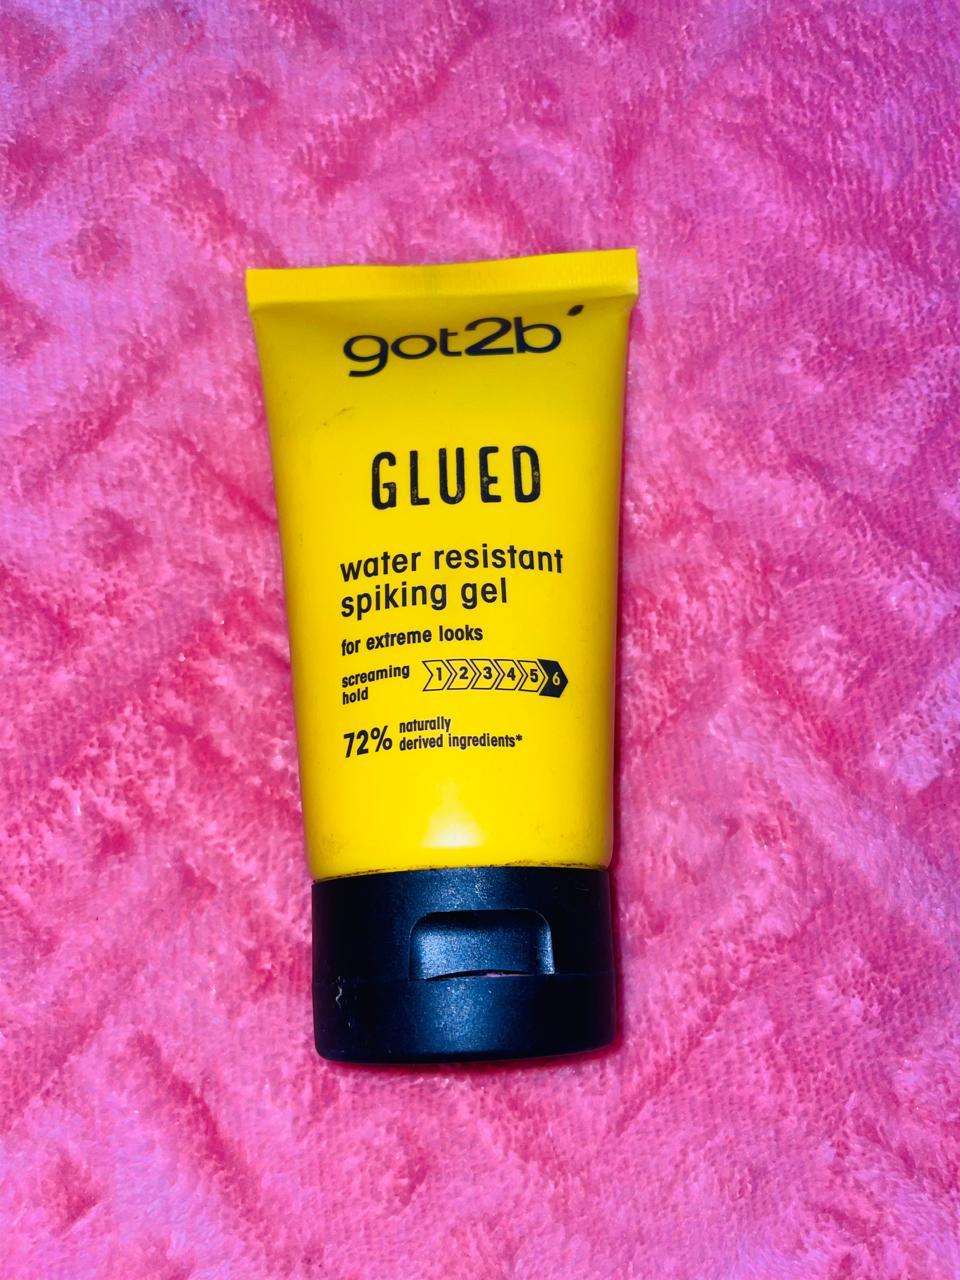 got2b
GLUED
water resistant
spiking gel
for extreme looks
screaming
hold
1 2 3 4 5 6
72% naturally
derived ingredients*